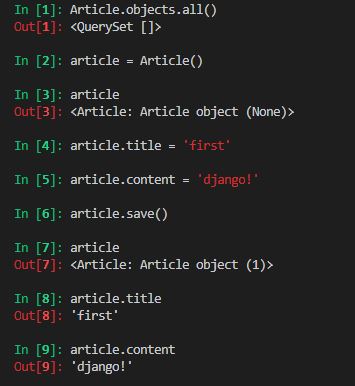 In [1]: Article.objects.all()
Out[1]: <QuerySet []>
In [2]: article = Article()
In [3]: article
Out[3]: <Article: Article object (None)>
In [4]: article.title = 'first'
In [5]: article.content = 'django!'
In [6]: article.save()
In [7]: article
Out[7]: <Article: Article object (1)>
In [8]: article.title
Out[8]: 'first'
In [9]: article.content
Out[9]: 'django!'